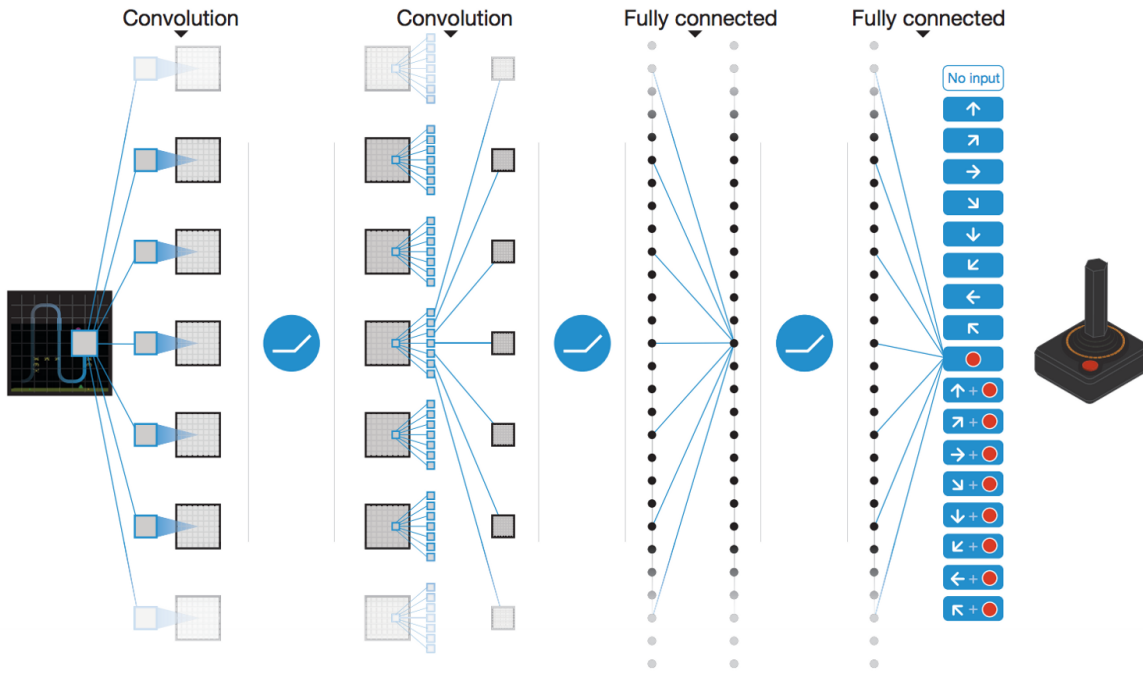 Convolution
Convolution
Fully connected
Fully connected
No input
+
+
+
+
+
+
+
+